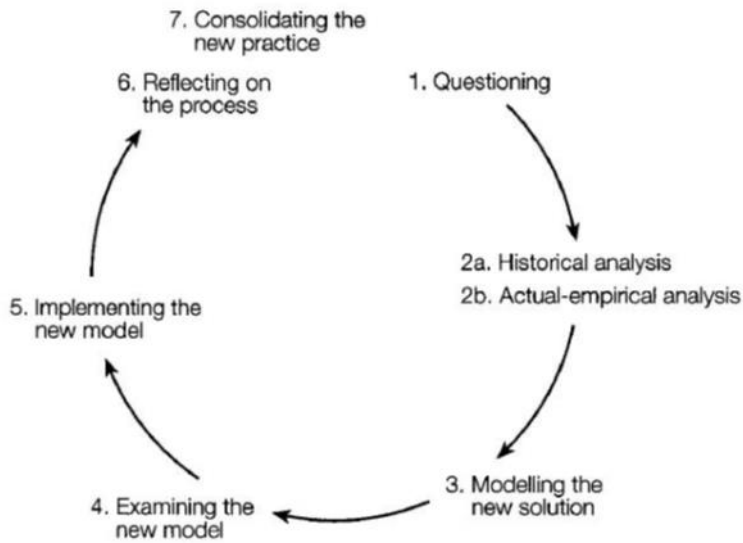 7. Consolidating the
new practice
6. Reflecting on
the process
1. Questioning
2a. Historical analysis
2b. Actual-empirical analysis
5. Implementing the
new model
3. Modelling the
new solution
4. Examining the
new model